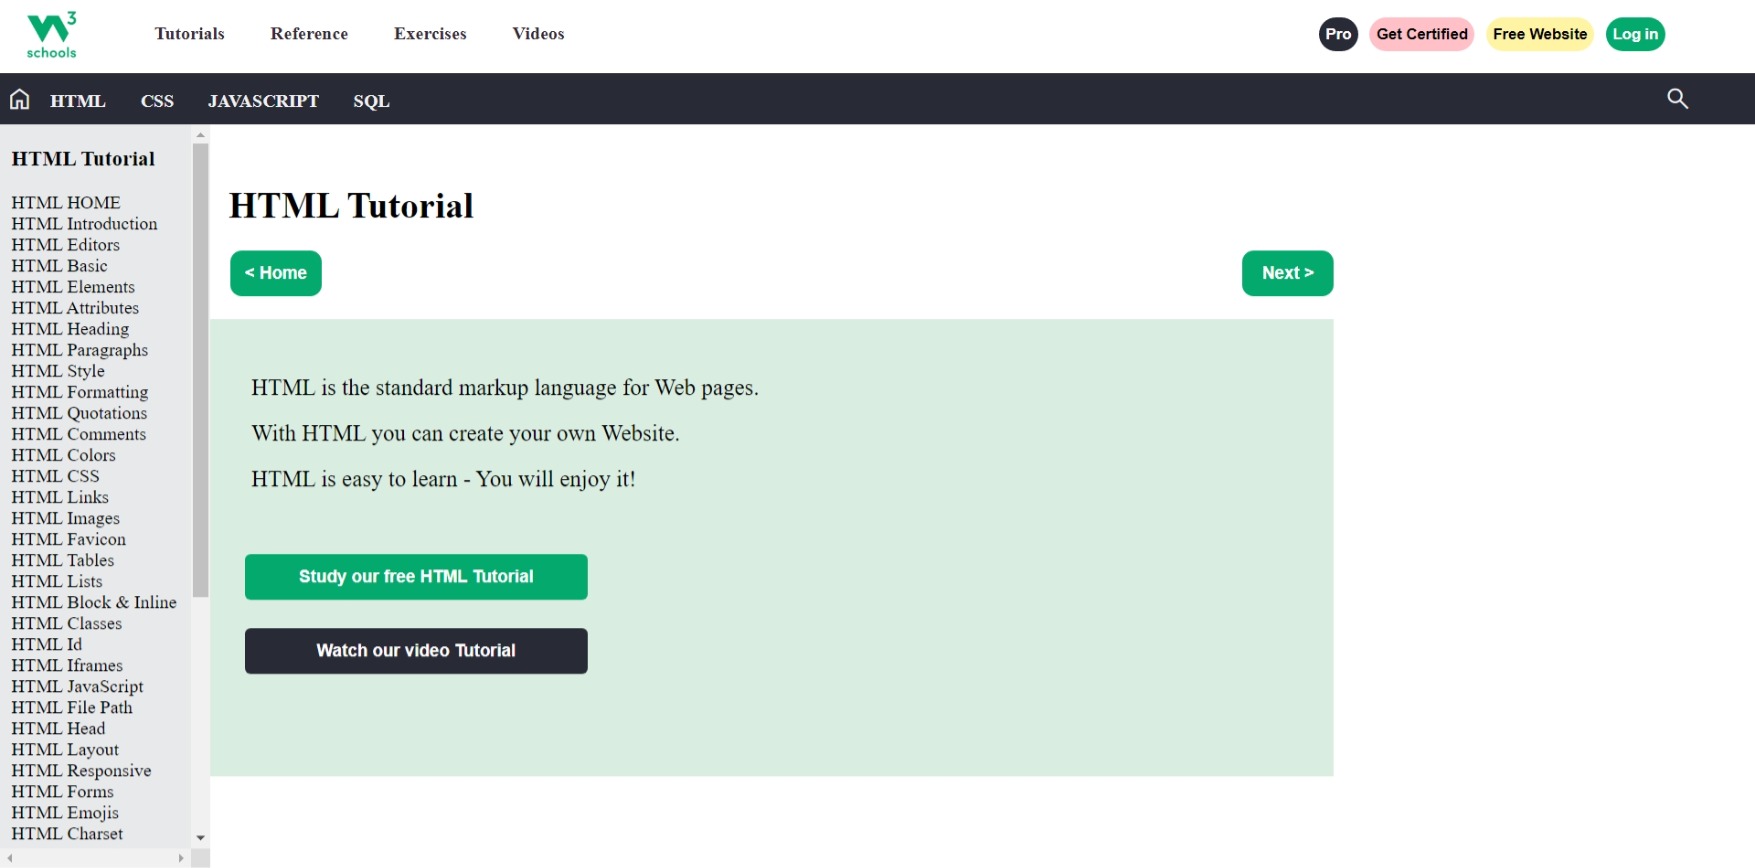 W3
schools
Tutorials Reference Exercises Videos
Pro Get Certified Free Website Log in
HTML CSS JAVASCRIPT SQL
HTML Tutorial
HTML HOME
HTML Introduction
HTML Editors
HTML Basic
HTML Elements
HTML Attributes
HTML Heading
HTML Paragraphs
HTML Style
HTML Formatting
HTML Quotations
HTML Comments
HTML Colors
HTML CSS
HTML Links
HTML Images
HTML Favicon
HTML Tables
HTML Lists
HTML Block & Inline
HTML Classes
HTML Id
HTML Iframes
HTML JavaScript
HTML File Path
HTML Head
HTML Layout
HTML Responsive
HTML Forms
HTML Emojis
HTML Charset
HTML Tutorial
< Home
Next >
HTML is the standard markup language for Web pages.
With HTML you can create your own Website.
HTML is easy to learn - You will enjoy it!
Study our free HTML Tutorial
Watch our video Tutorial